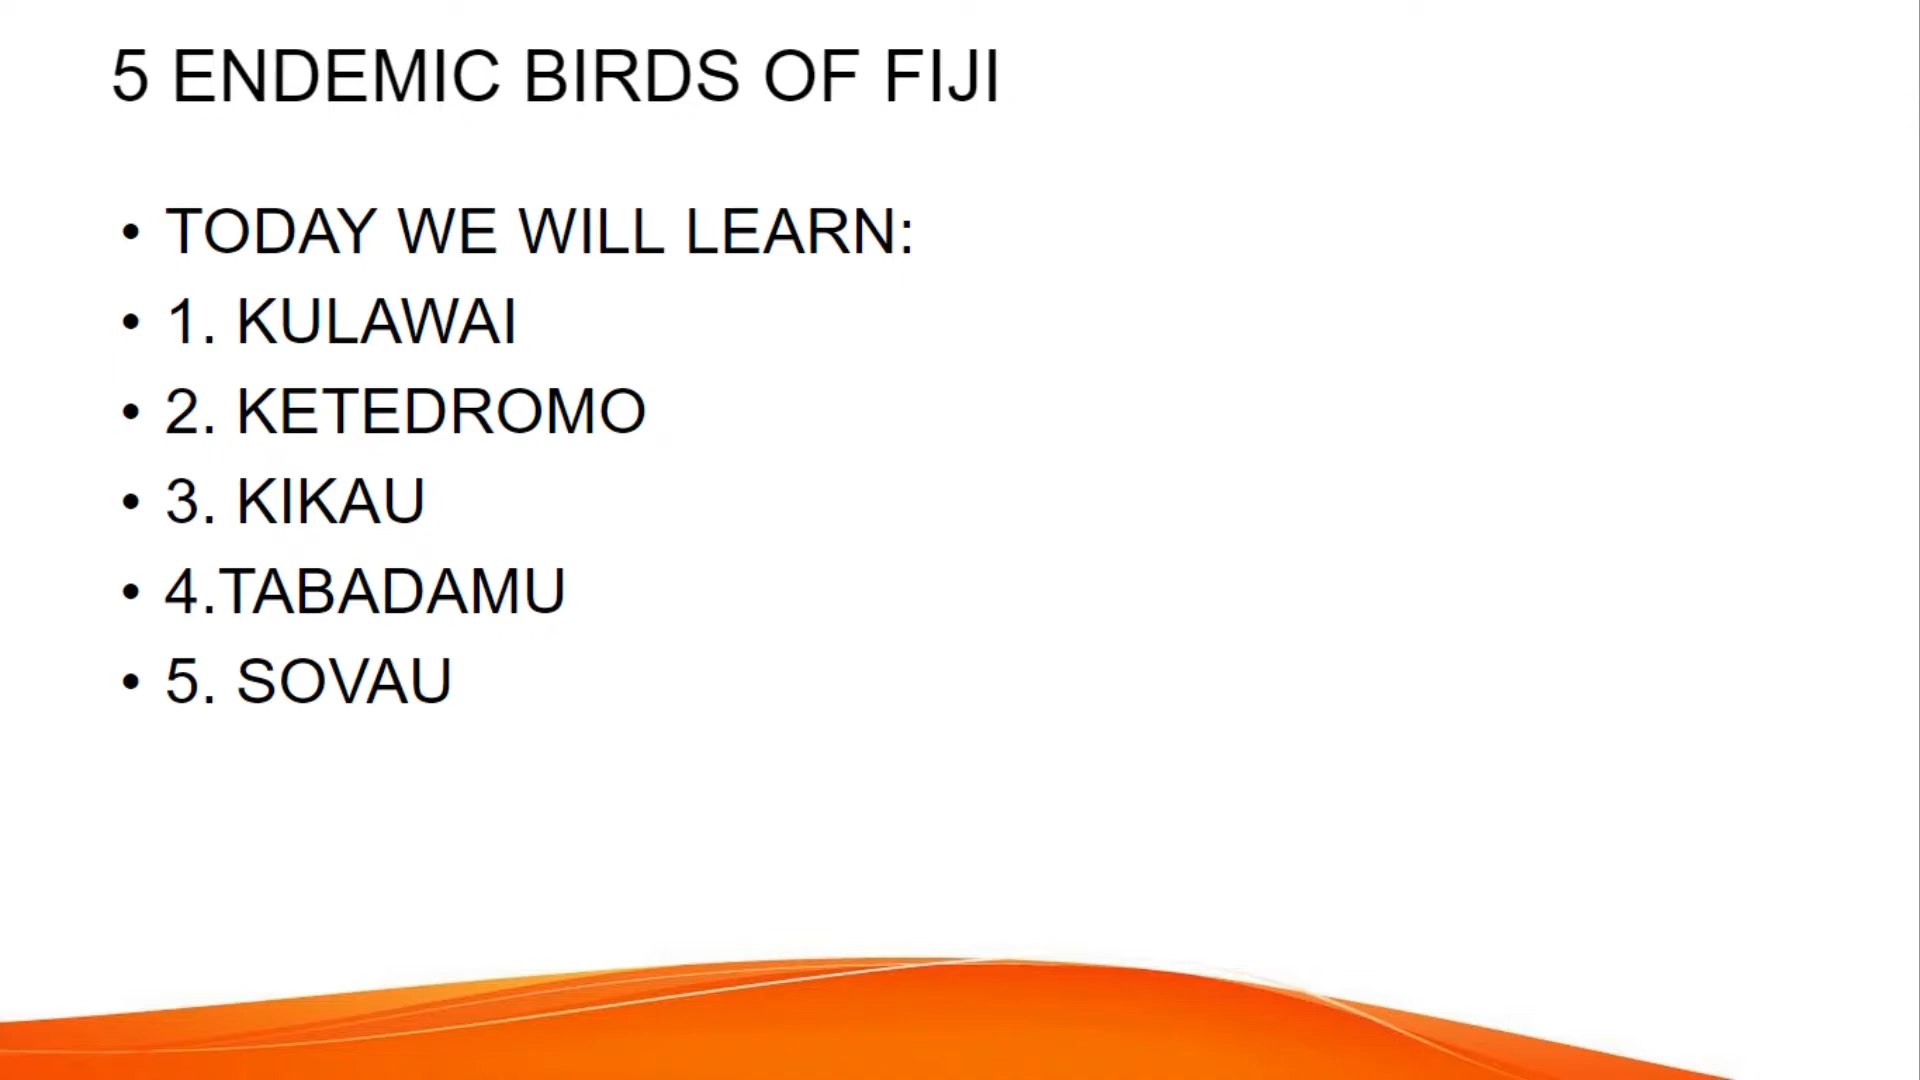 5 ENDEMIC BIRDS OF FIJI
• TODAY WE WILL LEARN:
• 1. KULAWAI
• 2. KETEDROMO
• 3. KIKAU
• 4.TABADAMU
• 5. SOVAU